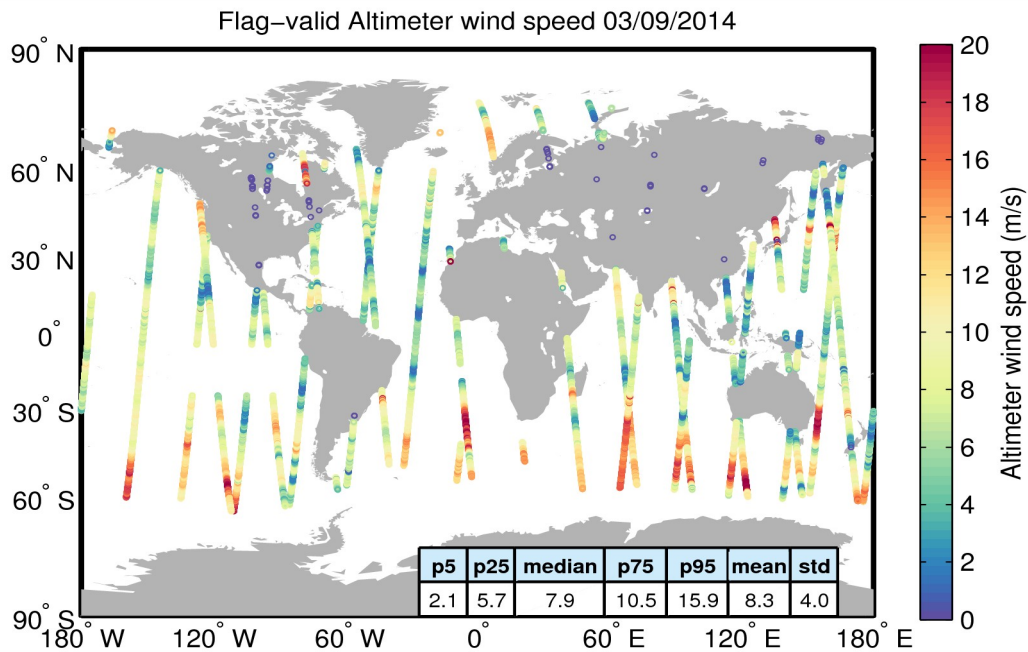 Flag−valid Altimeter wind speed 03/09/2014
90° N
60° N
30° N
0°
30° S
60° S
90° S
180° W
120° W
60° W
0°
60° E
120° E
180° E
p5 p25 median p75 p95 mean std
2.1 5.7 7.9 10.5 15.9 8.3 4.0
20
18
16
14
12
10
8
6
4
2
0
Altimeter wind speed (m/s)